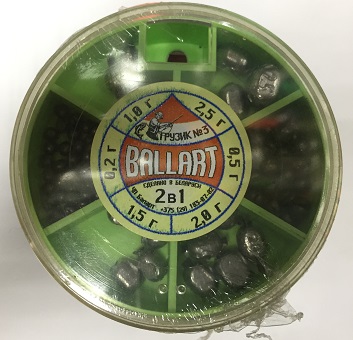 1,0 г
2,5 г
0,2 г
0,5 г
1,5 г
2,0 г
ГРУЗИК №3
BALLART
СДЕЛАНО В БЕЛАРУСИ
2в1